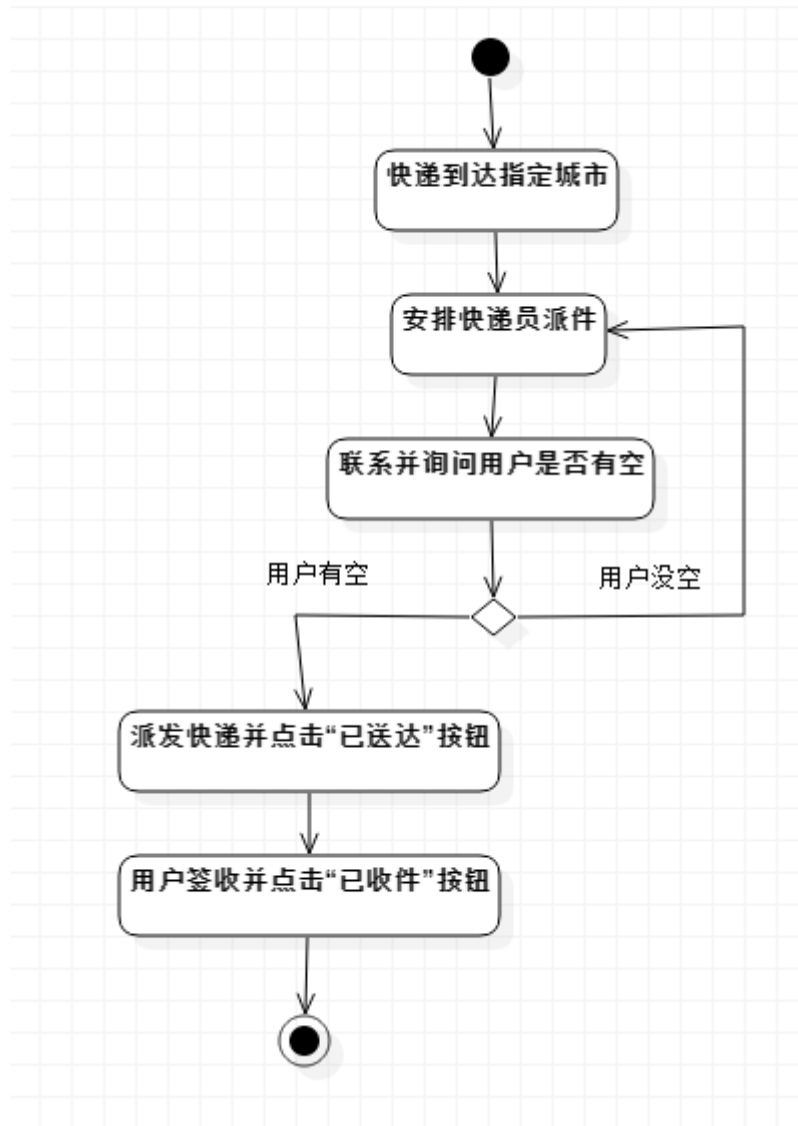 快递到达指定城市
安排快递员派件
联系并询问用户是否有空
用户有空
用户没空
派发快递并点击“已送达”按钮
用户签收并点击“已收件”按钮